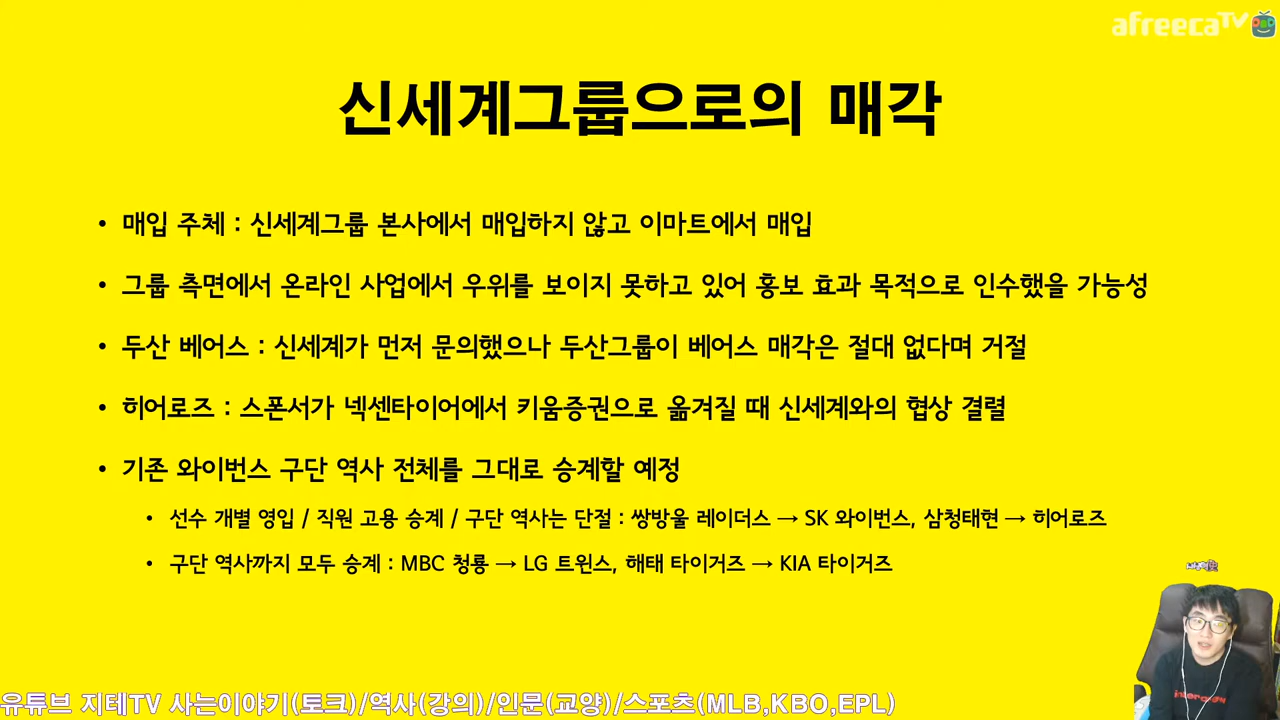 afreecaTV
신세계그룹으로의 매각
• 매입 주체 : 신세계그룹 본사에서 매입하지 않고 이마트에서 매입
• 그룹 측면에서 온라인 사업에서 우위를 보이지 못하고 있어 홍보 효과 목적으로 인수했을 가능성
• 두산 베어스 : 신세계가 먼저 문의했으나 두산그룹이 베어스 매각은 절대 없다며 거절
• 히어로즈 : 스폰서가 넥센타이어에서 키움증권으로 옮겨질 때 신세계와의 협상 결렬
• 기존 와이번스 구단 역사 전체를 그대로 승계할 예정
• 선수 개별 영입 / 직원 고용 승계 / 구단 역사는 단절 : 쌍방울 레이더스 → SK 와이번스, 삼청태현 → 히어로즈
• 구단 역사까지 모두 승계 : MBC 청룡 → LG 트윈스, 해태 타이거즈 → KIA 타이거즈
유튜브 지테TV 사는이야기(토크)/역사(강의)/인문(교양)/스포츠(MLB,KBO,EPL)